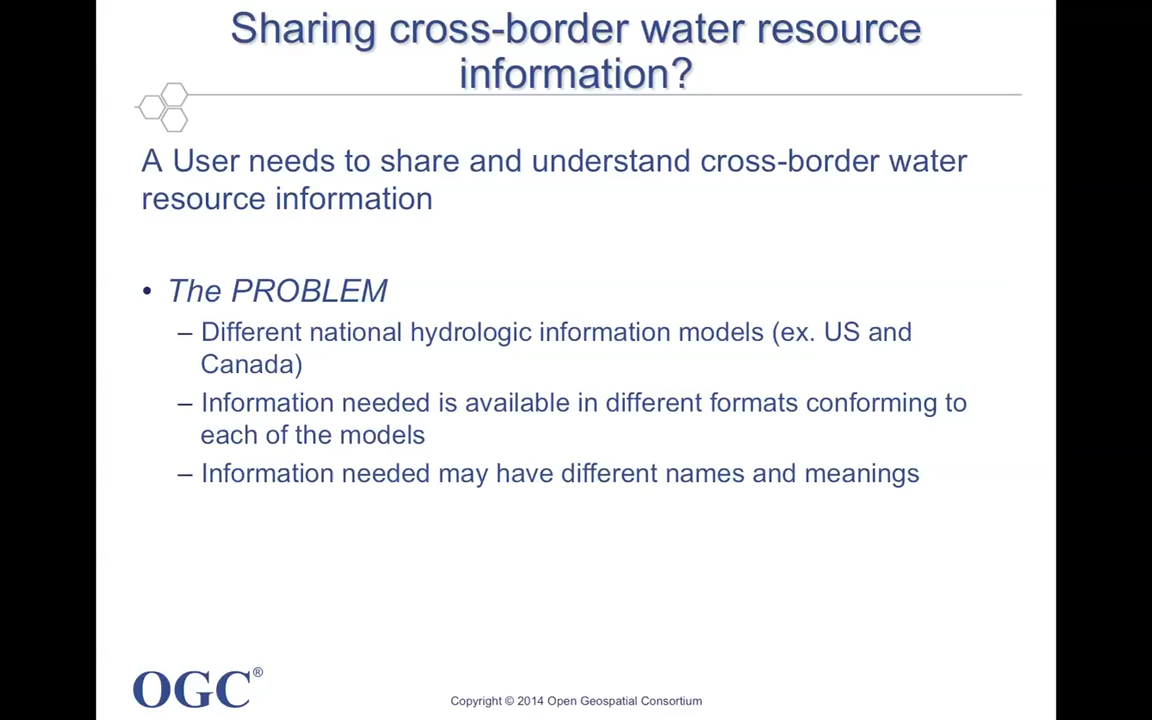 Sharing cross-border water resource
information?
A User needs to share and understand cross-border water
resource information
• The PROBLEM
– Different national hydrologic information models (ex. US and
Canada)
– Information needed is available in different formats conforming to
each of the models
– Information needed may have different names and meanings
OGC®
Copyright © 2014 Open Geospatial Consortium